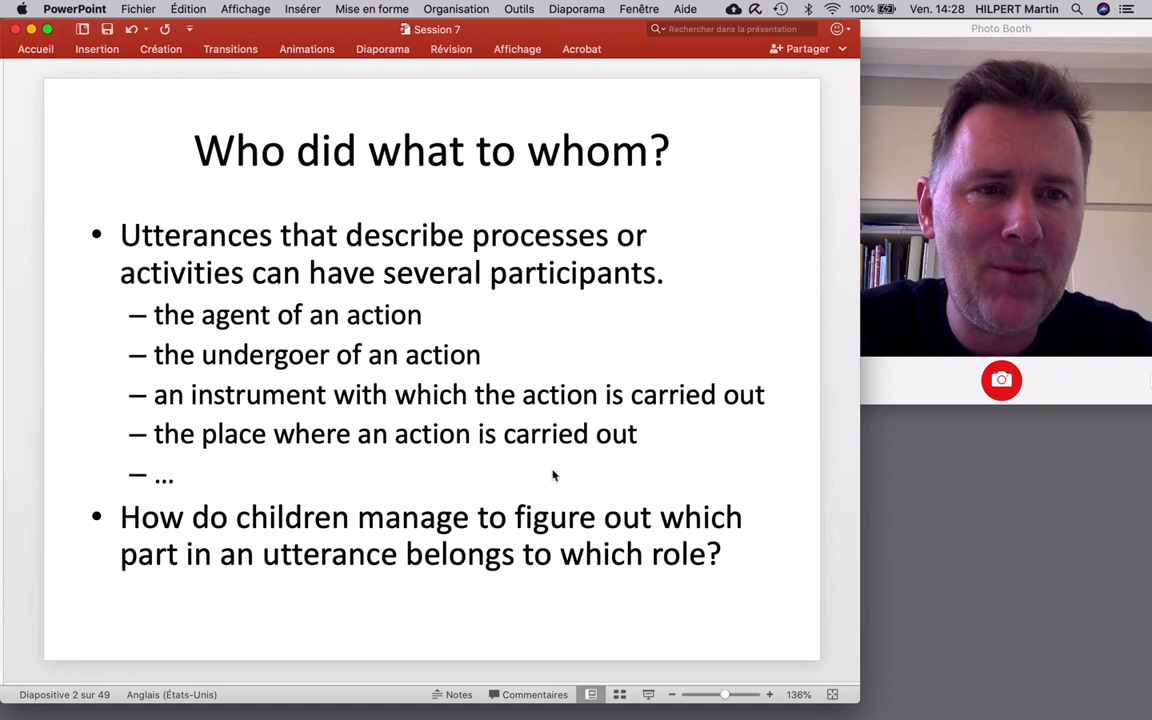 PowerPoint Fichier Édition Affichage Insérer Mise en forme Organisation Outils Diaporama Fenêtre Aide 100% Ven. 14:28 HILPERT Martin
Session 7
Rechercher dans la présentation
Photo Booth
Accueil Insertion Création Transitions Animations Diaporama Révision Affichage Acrobat Partager
Who did what to whom?
• Utterances that describe processes or
activities can have several participants.
– the agent of an action
– the undergoer of an action
– an instrument with which the action is carried out
– the place where an action is carried out
– ...
• How do children manage to figure out which
part in an utterance belongs to which role?
Diapositive 2 sur 49 Anglais (États-Unis) Notes Commentaires 136%